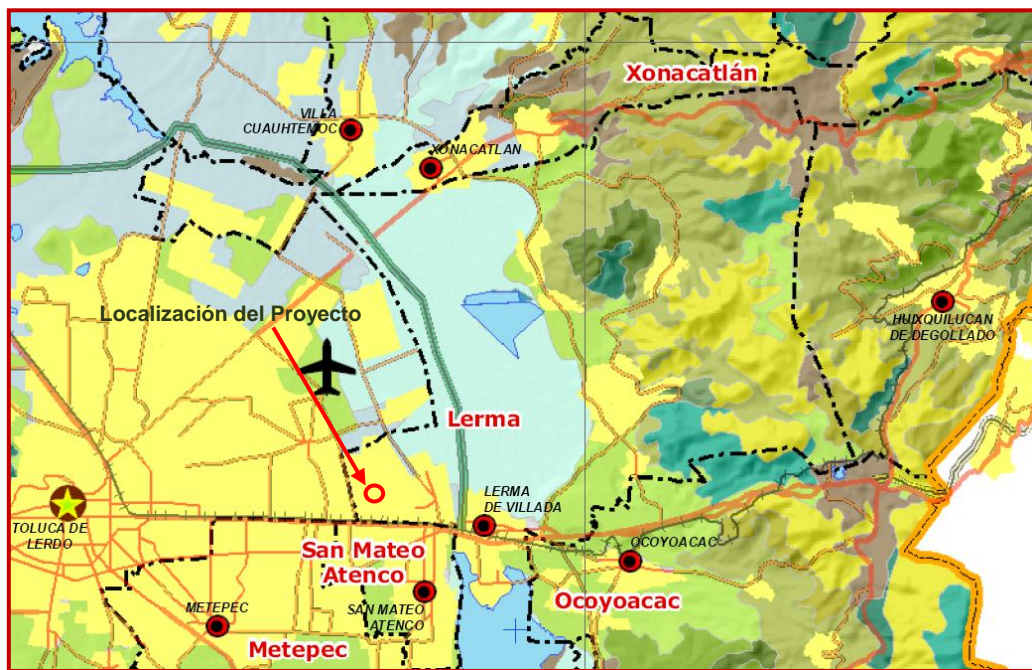 Xonacatlán
VILLA
CUAUHTEMOC
XONACATLAN
Localización del Proyecto
HUIXQUILUCAN
DE DEGOLLADO
Lerma
TOLUCA DE
LERDO
LERMA
DE VILLADA
San Mateo
Atenco
OCOYOACAC
METEPEC
SAN MATEO
ATENCO
Ocoyoacac
Metepec